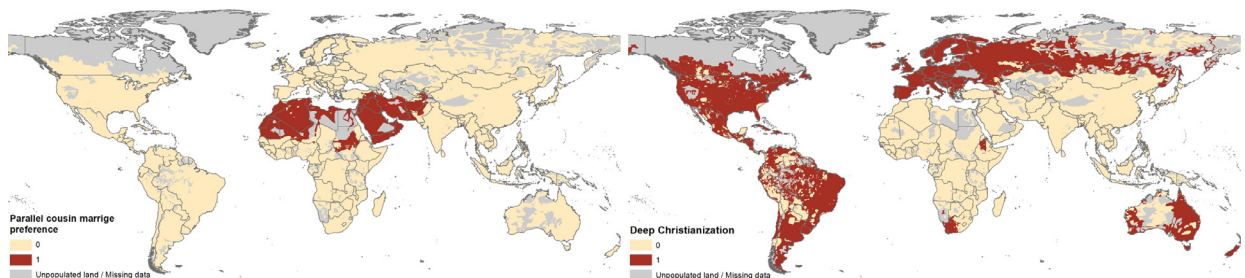 Parallel cousin marrige
preference
0
1
Unpopulated land / Missing data
Deep Christianization
0
1
Unpopulated land / Missing data